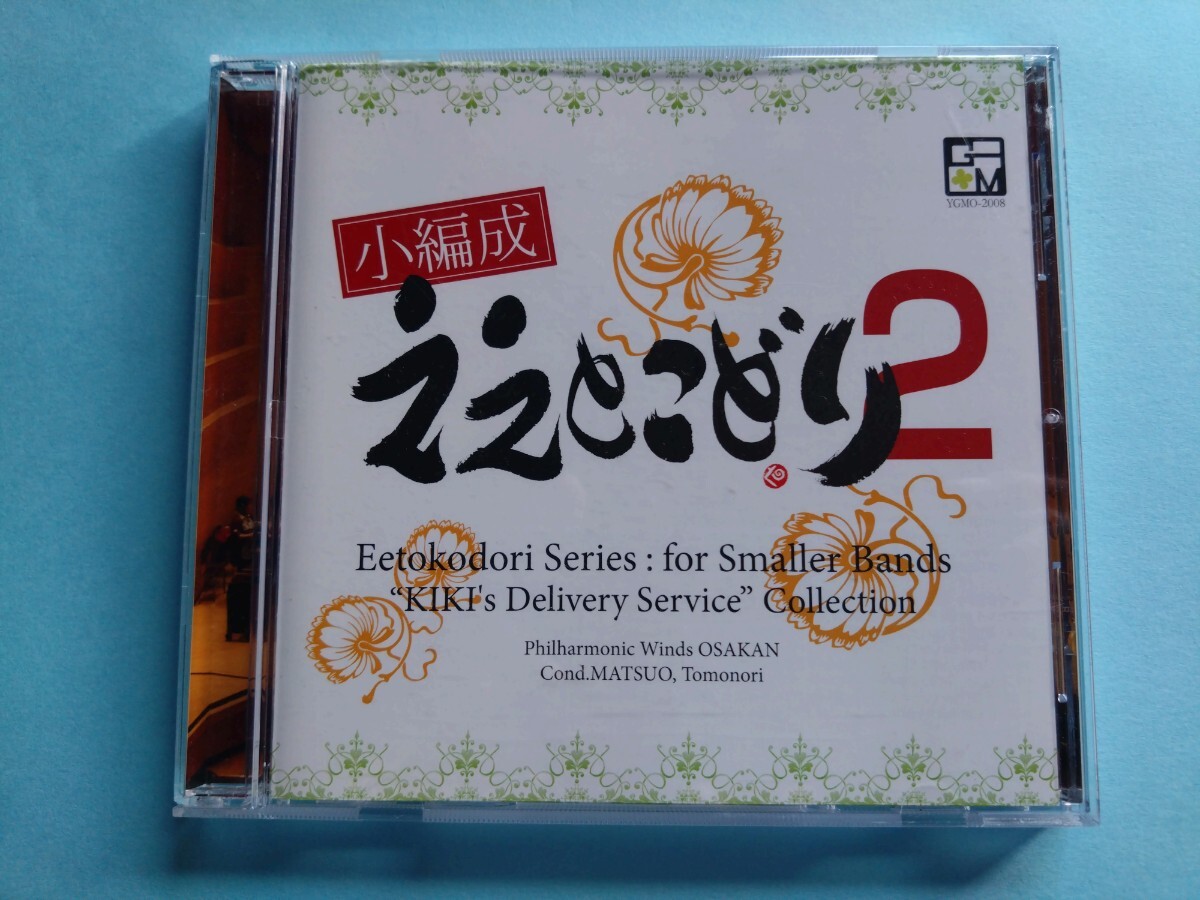 GM
YGMO-2008
小編成
ええとこどり2
Eetokodori Series : for Smaller Bands
“KIKI's Delivery Service” Collection
Philharmonic Winds OSAKAN
Cond.MATSUO, Tomonori